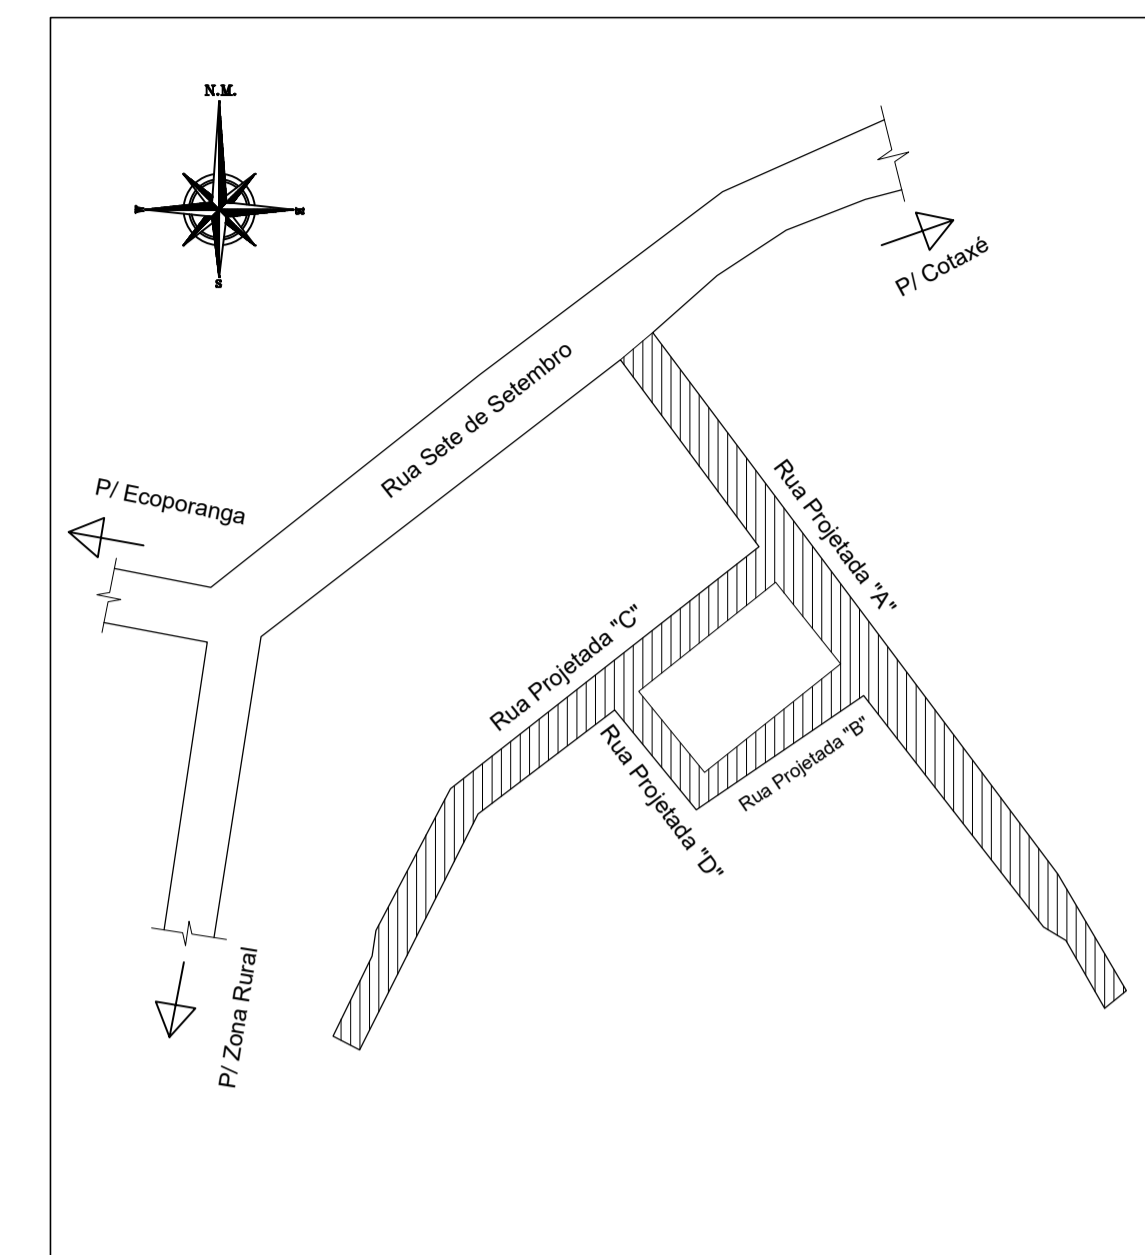 N.M.
S
P/ Cotaxé
Rua Sete de Setembro
P/ Ecoporanga
Rua Projetada "A"
Rua Projetada "C"
Rua Projetada "B"
Rua Projetada "D"
P/ Zona Rural